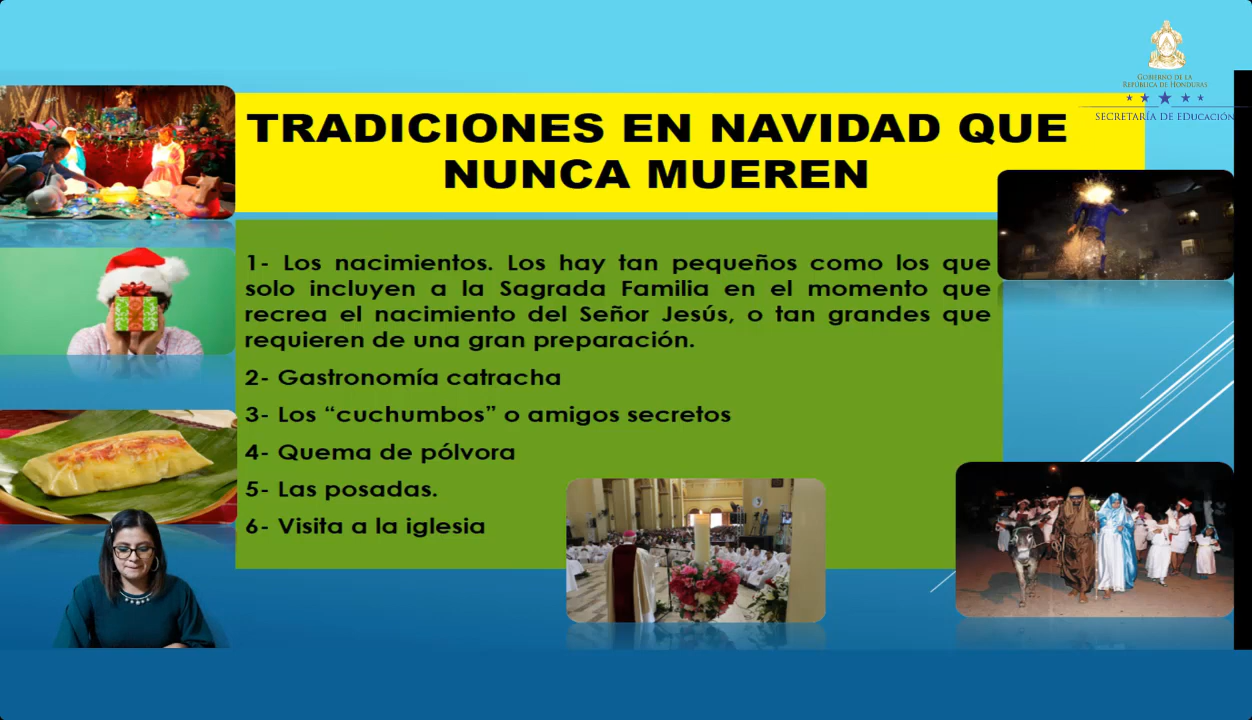 GOBIERNO DE LA
REPÚBLICA DE HONDURAS
SECRETARÍA DE EDUCACIÓN
TRADICIONES EN NAVIDAD QUE
NUNCA MUEREN
1- Los nacimientos. Los hay tan pequeños como los que
solo incluyen a la Sagrada Familia en el momento que
recrea el nacimiento del Señor Jesús, o tan grandes que
requieren de una gran preparación.
2- Gastronomía catracha
3- Los “cuchumbos” o amigos secretos
4- Quema de pólvora
5- Las posadas.
6- Visita a la iglesia